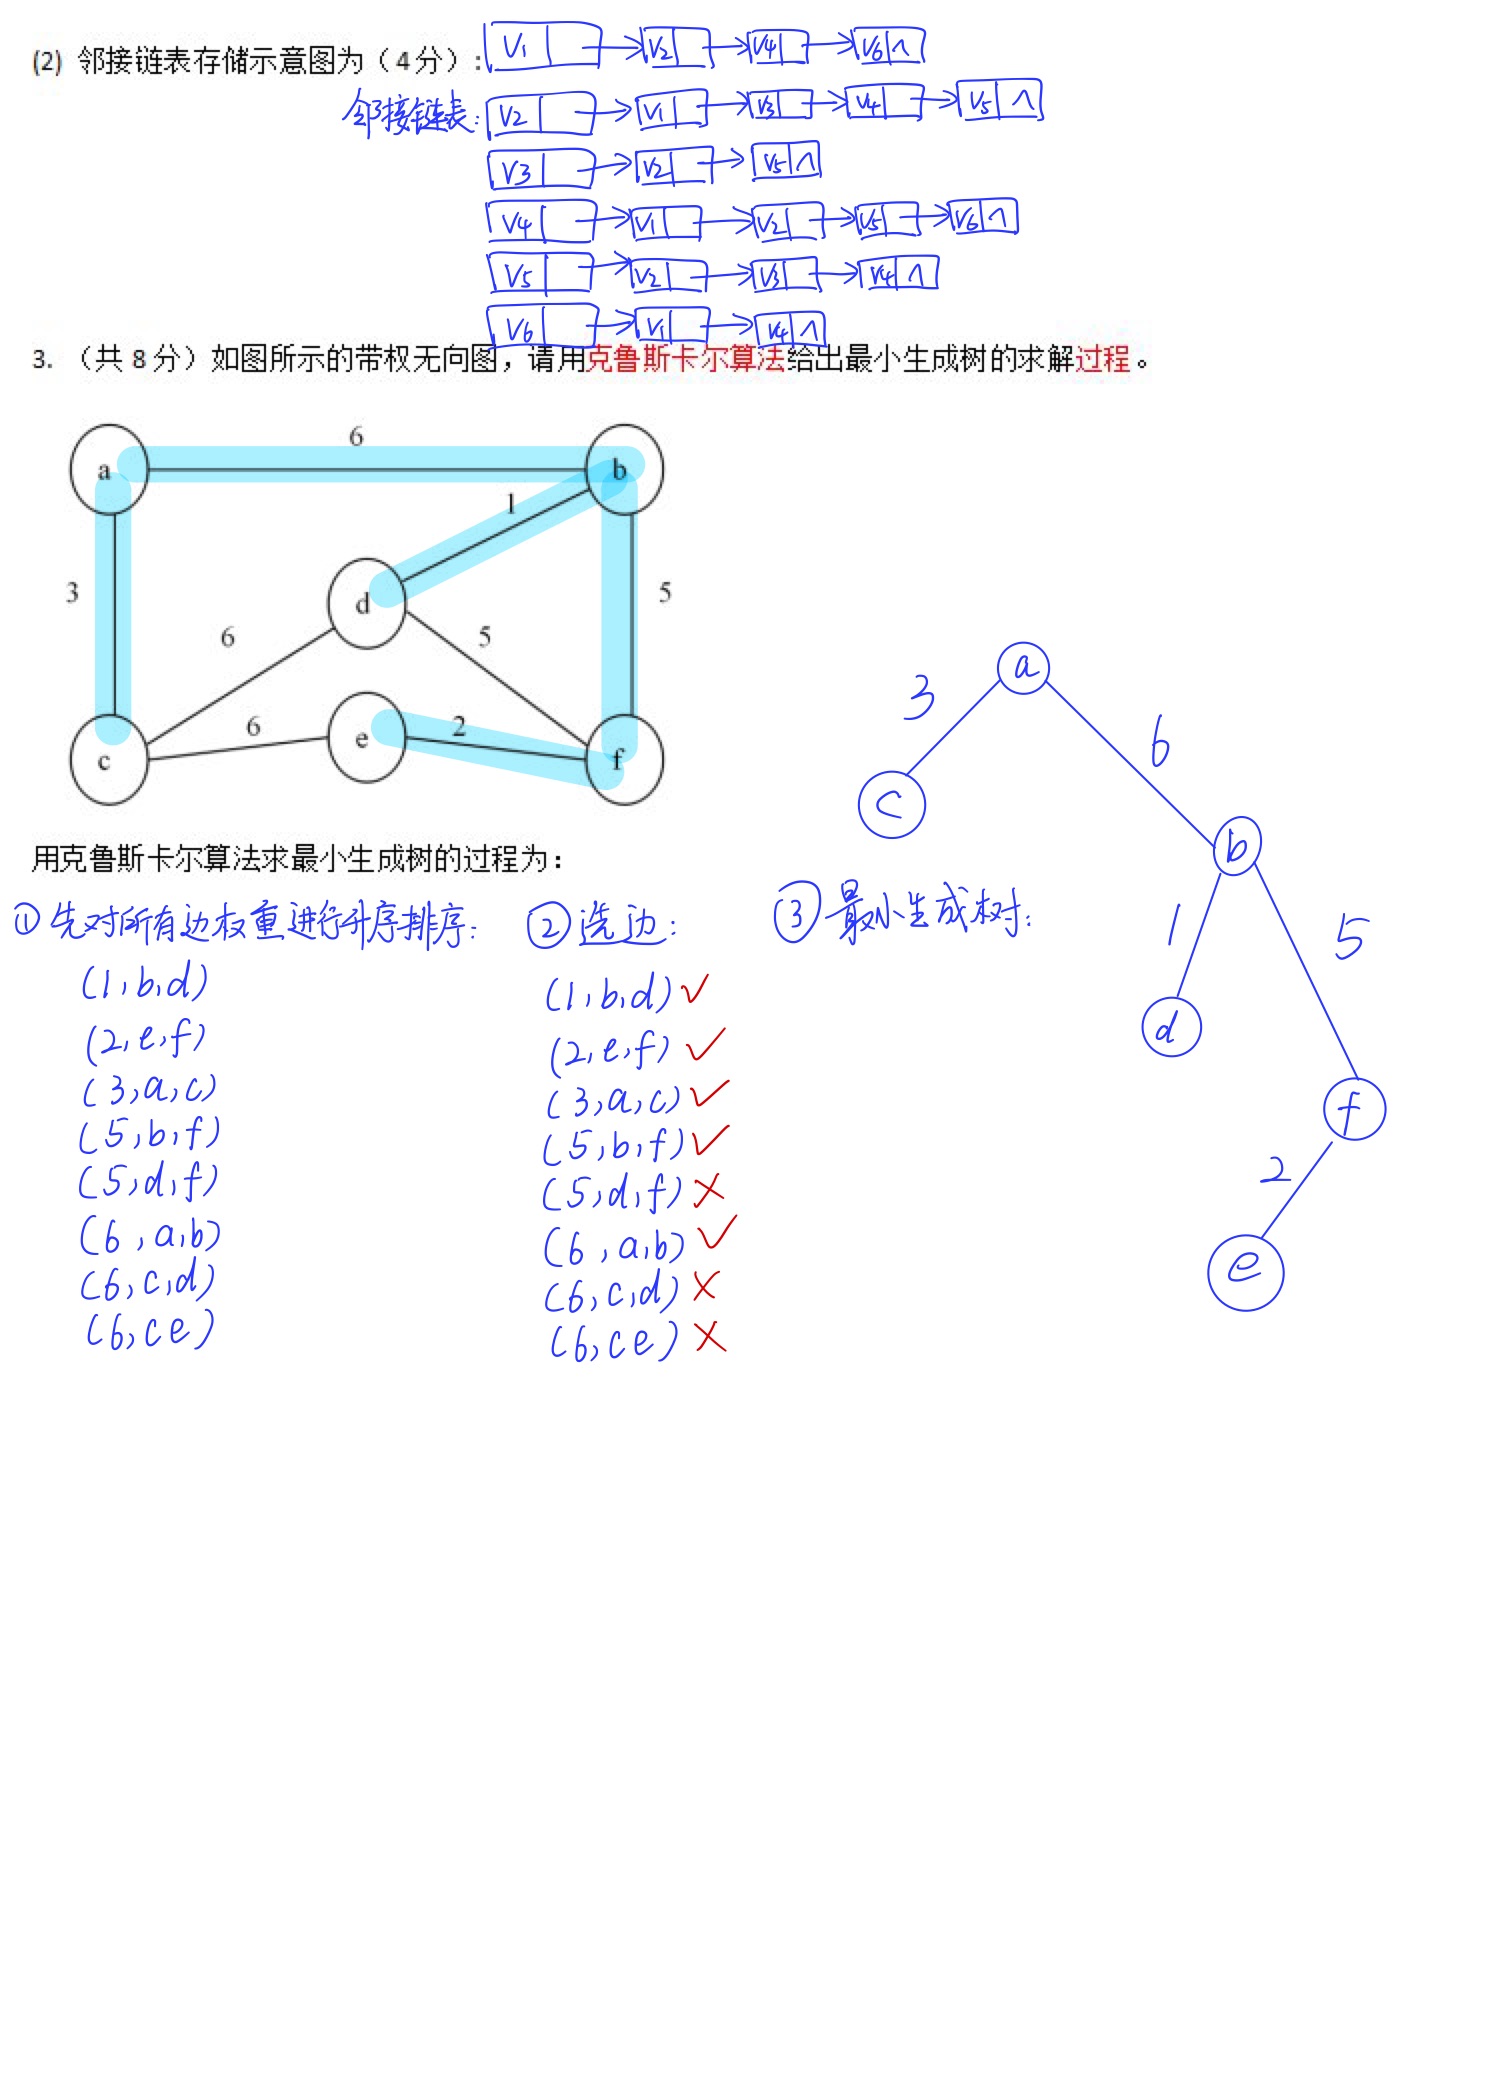 (2) 邻接链表存储示意图为（4分）:
V1 V2 V4 V6 ∧
邻接链表: V2 V1 V3 V4 V5 ∧
V3 V2 V5 ∧
V4 V1 V2 V5 V6 ∧
V5 V2 V3 V4 ∧
V6 V1 V4 ∧
3. （共8分）如图所示的带权无向图，请用克鲁斯卡尔算法给出最小生成树的求解过程。
6
a b
1
3 d 5
6 5
6 e 2
c f
用克鲁斯卡尔算法求最小生成树的过程为:
① 先对所有边权重进行升序排序:
(1,b,d)
(2,e,f)
(3,a,c)
(5,b,f)
(5,d,f)
(6,a,b)
(6,c,d)
(6,c e)
② 选边:
(1,b,d) ✓
(2,e,f) ✓
(3,a,c) ✓
(5,b,f) ✓
(5,d,f) ✗
(6,a,b) ✓
(6,c,d) ✗
(6,c e) ✗
③ 最小生成树:
a
3 6
c
b
1 5
d
f
2
e